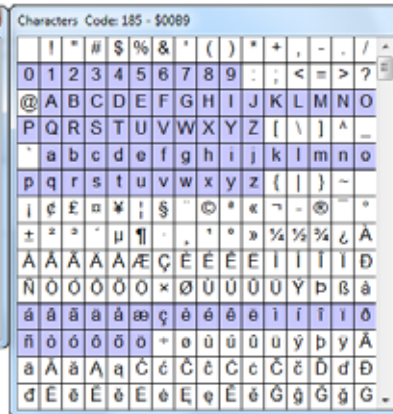 Characters Code: 185 - $00B9
! " # $ % & ' ( ) * + , - . /
0 1 2 3 4 5 6 7 8 9 : ; < = > ?
@ A B C D E F G H I J K L M N O
P Q R S T U V W X Y Z [ \ ] ^ _
` a b c d e f g h i j k l m n o
p q r s t u v w x y z { | } ~
¡ ¢ £ ¤ ¥ ¦ § ¨ © ª « ¬ - ® ¯ °
± ² ³ ´ µ ¶ · ¸ ¹ º » ¼ ½ ¾ ¿ À
Á Â Ã Ä Å Æ Ç È É Ê Ë Ì Í Î Ï Ð
Ñ Ò Ó Ô Õ Ö × Ø Ù Ú Û Ü Ý Þ ß à
á â ã ä å æ ç è é ê ë ì í î ï ð
ñ ò ó ô õ ö ÷ ø ù ú û ü ý þ ÿ Ā
ā Ă ă Ą ą Ć ć Ĉ ĉ Ċ ċ Č č Ď ď Đ
đ Ē ē Ĕ ĕ Ė ė Ę ę Ě ě Ĝ ĝ Ğ ğ Ġ